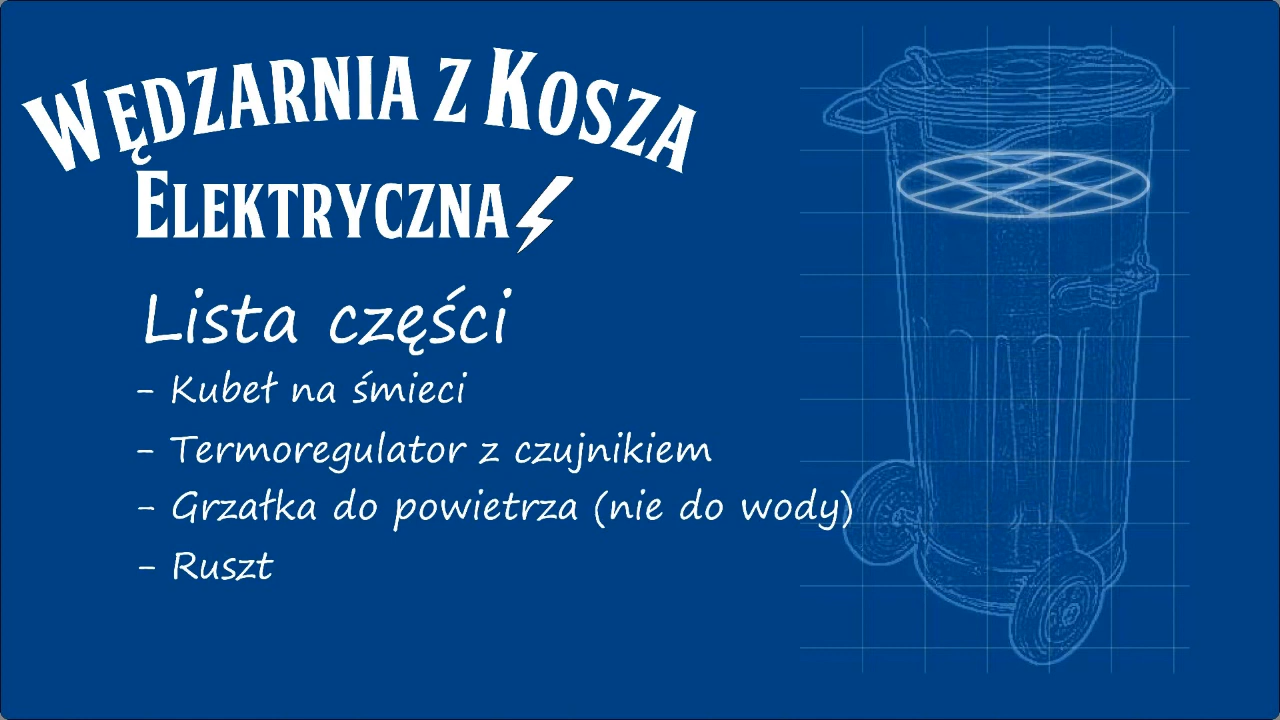 Wędzarnia z Kosza
Elektryczna
Lista części
- Kubeł na śmieci
- Termoregulator z czujnikiem
- Grzałka do powietrza (nie do wody)
- Ruszt